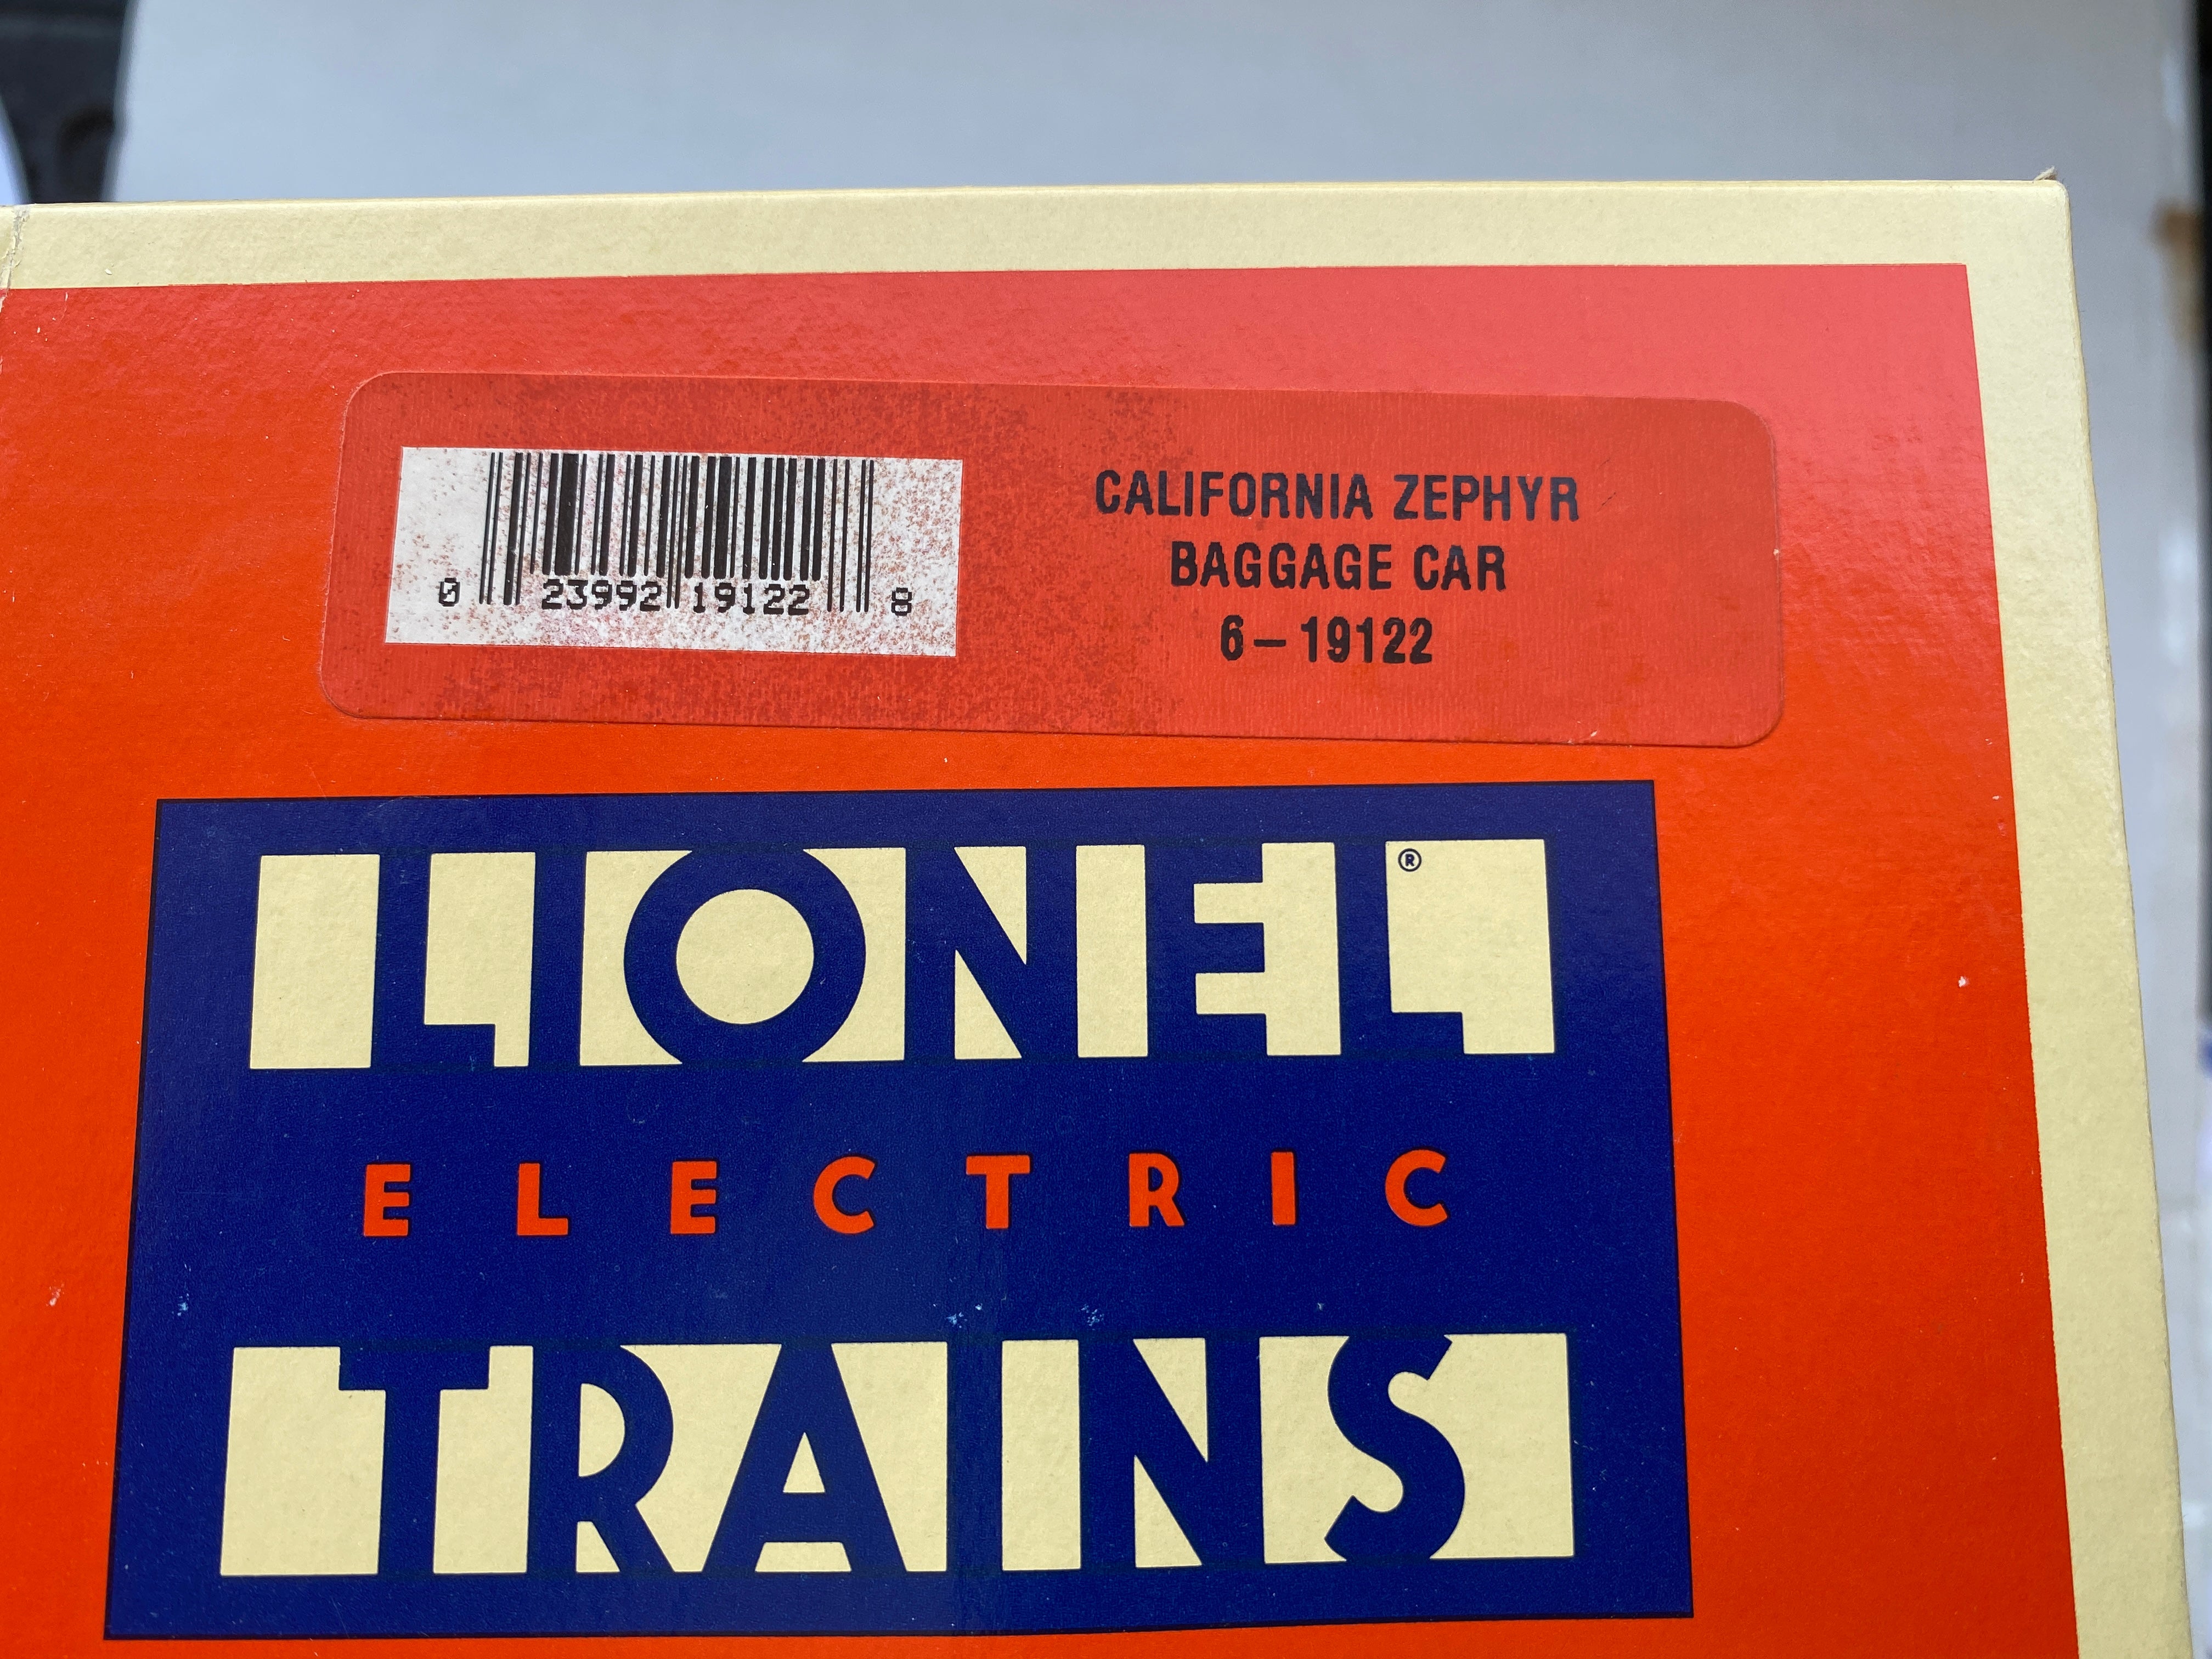 0 23992 19122 8
CALIFORNIA ZEPHYR
BAGGAGE CAR
6-19122
LIONEL®
ELECTRIC
TRAINS